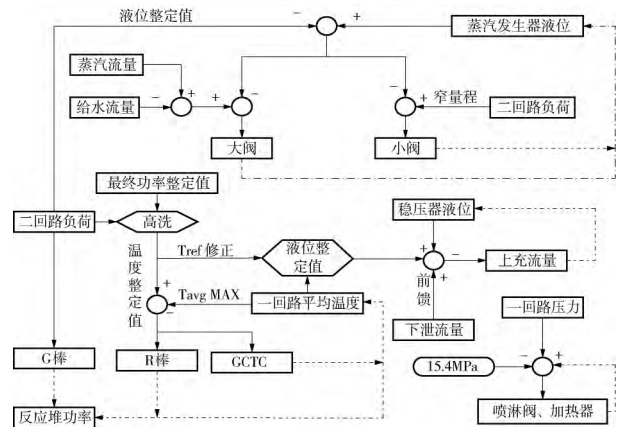 液位整定值
−
+
蒸汽发生器液位
蒸汽流量
+
−
−
窄量程
给水流量
−
+
+
+
二回路负荷
大阀
小阀
最终功率整定值
二回路负荷
高洗
稳压器液位
温度整定值
Tref 修正
液位整定值
+
−
上充流量
+
前馈
+
Tavg MAX
一回路平均温度
−
下泄流量
一回路压力
G棒
R棒
GCTC
15.4MPa
−
+
反应堆功率
喷淋阀、加热器